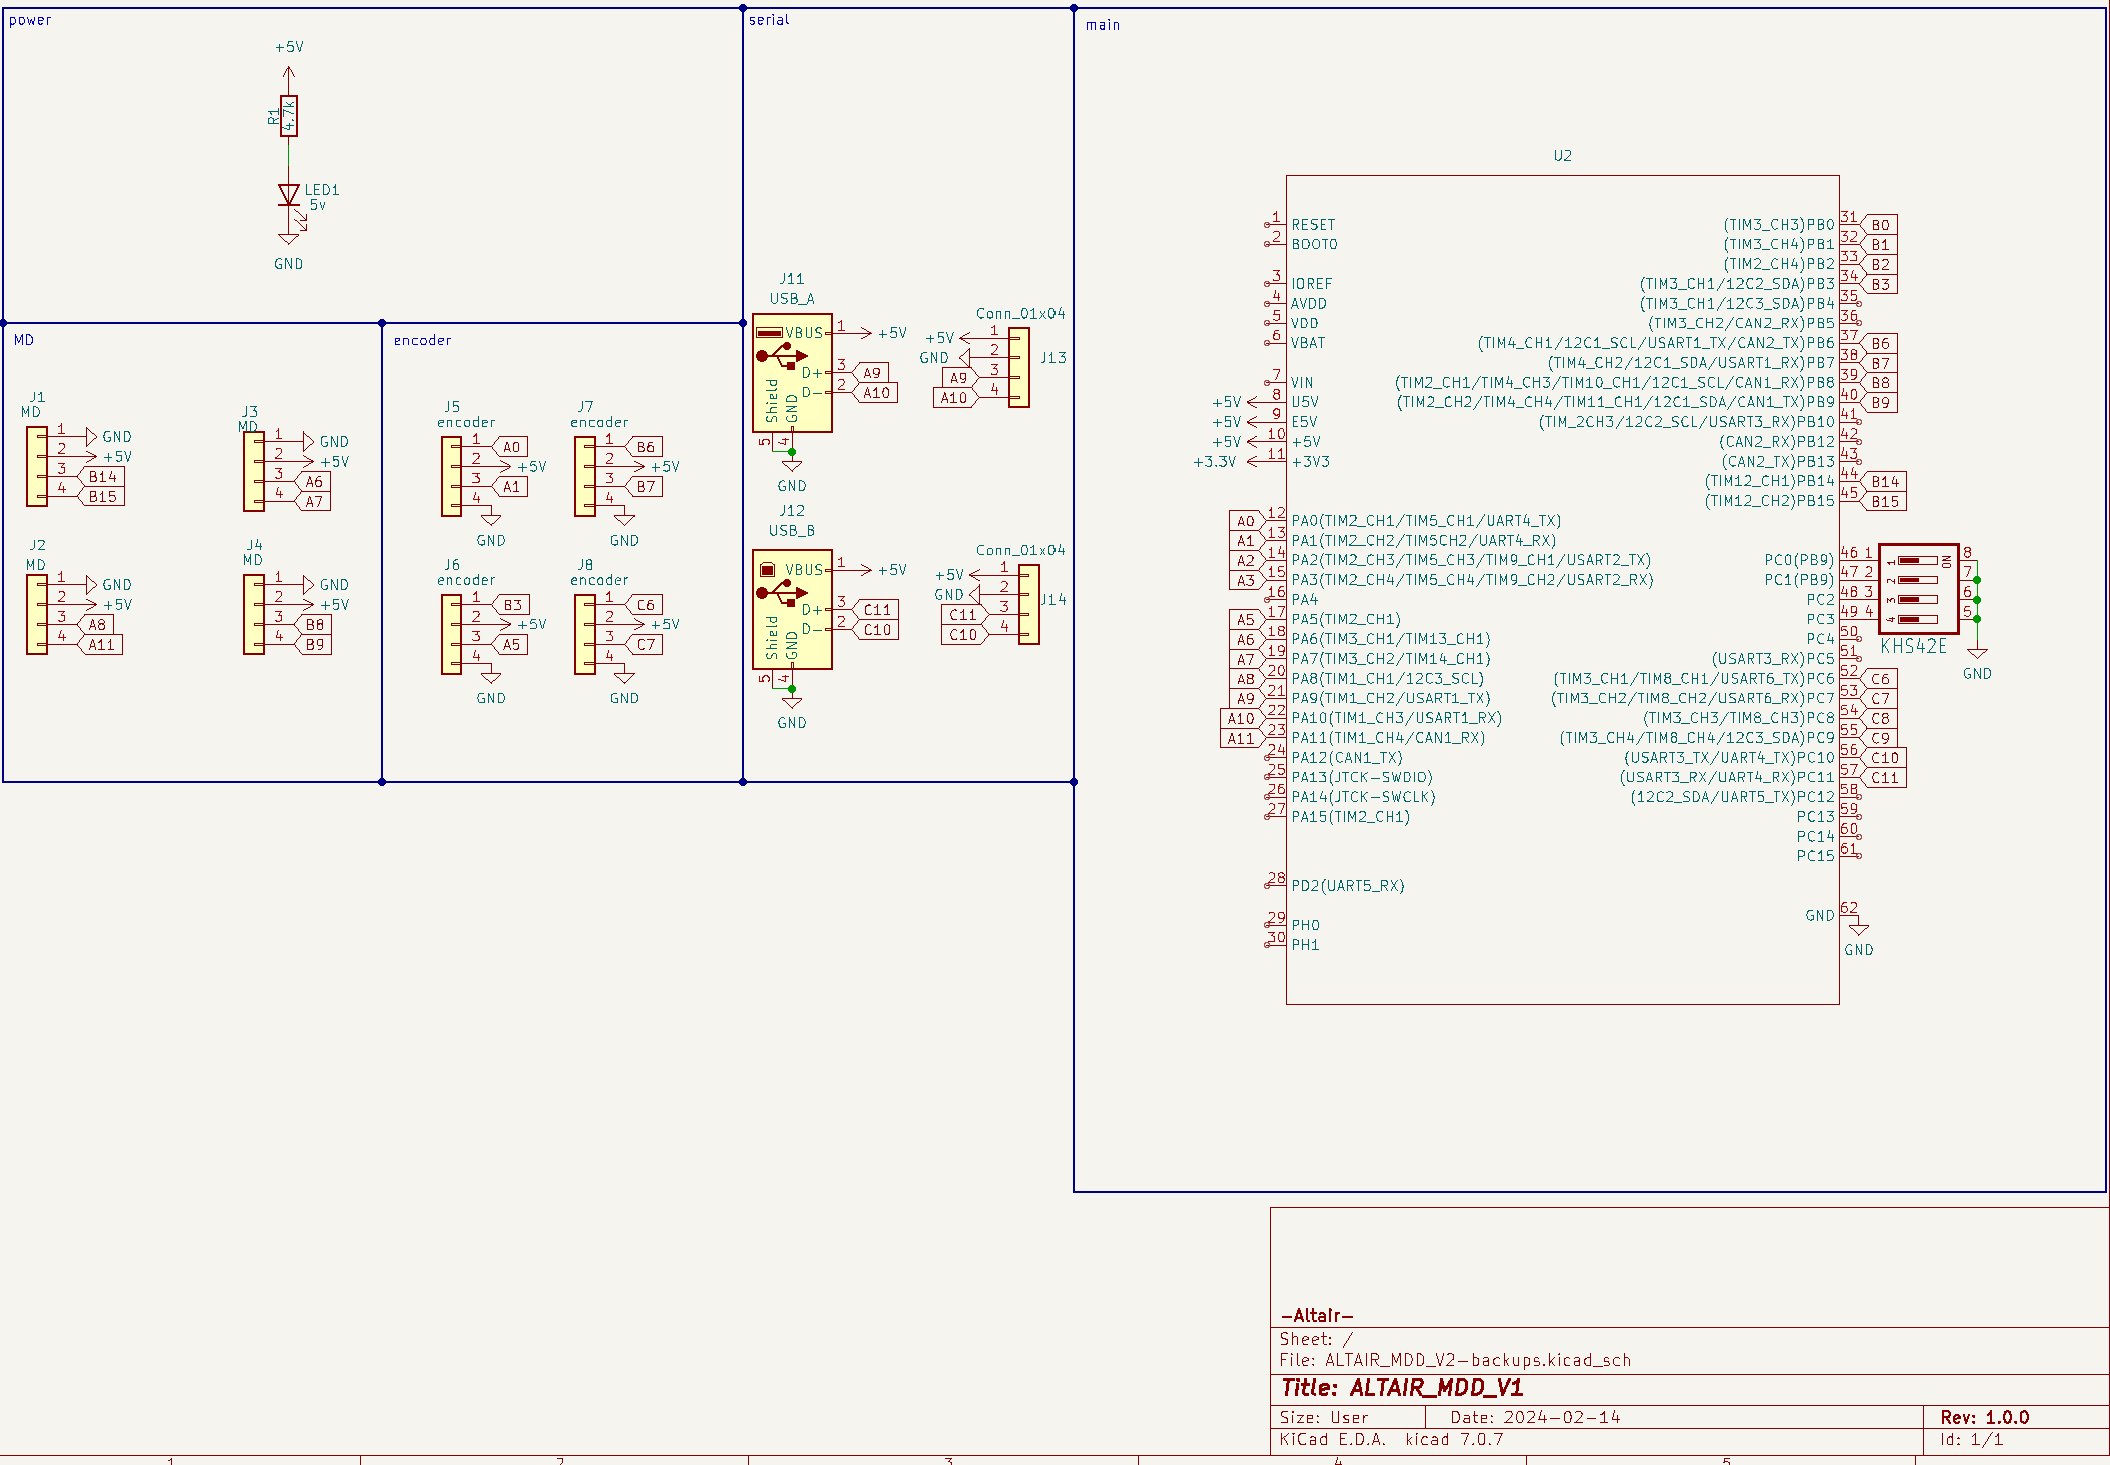 power
+5V
R1
4.7k
LED1
5v
GND
serial
J11
USB_A
VBUS
1
+5V
D+
3
A9
D-
2
A10
Shield
GND
5
4
GND
Conn_01x04
+5V
1
GND
2
J13
A9
3
A10
4
J12
USB_B
VBUS
1
+5V
D+
3
C11
D-
2
C10
Shield
GND
5
4
GND
Conn_01x04
+5V
1
GND
2
J14
C11
3
C10
4
MD
J1
MD
1
GND
2
+5V
3
B14
4
B15
J3
MD
1
GND
2
+5V
3
A6
4
A7
J2
MD
1
GND
2
+5V
3
A8
4
A11
J4
MD
1
GND
2
+5V
3
B8
4
B9
encoder
J5
encoder
1
A0
2
+5V
3
A1
4
GND
J7
encoder
1
B6
2
+5V
3
B7
4
GND
J6
encoder
1
B3
2
+5V
3
A5
4
GND
J8
encoder
1
C6
2
+5V
3
C7
4
GND
main
U2
1 RESET
2 BOOT0
3 IOREF
4 AVDD
5 VDD
6 VBAT
7 VIN
+5V 8 U5V
+5V 9 E5V
+5V 10 +5V
+3.3V 11 +3V3
A0 12 PA0(TIM2_CH1/TIM5_CH1/UART4_TX)
A1 13 PA1(TIM2_CH2/TIM5CH2/UART4_RX)
A2 14 PA2(TIM2_CH3/TIM5_CH3/TIM9_CH1/USART2_TX)
A3 15 PA3(TIM2_CH4/TIM5_CH4/TIM9_CH2/USART2_RX)
16 PA4
A5 17 PA5(TIM2_CH1)
A6 18 PA6(TIM3_CH1/TIM13_CH1)
A7 19 PA7(TIM3_CH2/TIM14_CH1)
A8 20 PA8(TIM1_CH1/12C3_SCL)
A9 21 PA9(TIM1_CH2/USART1_TX)
A10 22 PA10(TIM1_CH3/USART1_RX)
A11 23 PA11(TIM1_CH4/CAN1_RX)
24 PA12(CAN1_TX)
25 PA13(JTCK-SWDIO)
26 PA14(JTCK-SWCLK)
27 PA15(TIM2_CH1)
28 PD2(UART5_RX)
29 PH0
30 PH1
(TIM3_CH3)PB0 31 B0
(TIM3_CH4)PB1 32 B1
(TIM2_CH4)PB2 33 B2
(TIM3_CH1/12C2_SDA)PB3 34 B3
(TIM3_CH1/12C3_SDA)PB4 35
(TIM3_CH2/CAN2_RX)PB5 36
(TIM4_CH1/12C1_SCL/USART1_TX/CAN2_TX)PB6 37 B6
(TIM4_CH2/12C1_SDA/USART1_RX)PB7 38 B7
(TIM2_CH1/TIM4_CH3/TIM10_CH1/12C1_SCL/CAN1_RX)PB8 39 B8
(TIM2_CH2/TIM4_CH4/TIM11_CH1/12C1_SDA/CAN1_TX)PB9 40 B9
(TIM_2CH3/12C2_SCL/USART3_RX)PB10 41
(CAN2_RX)PB12 42
(CAN2_TX)PB13 43
(TIM12_CH1)PB14 44 B14
(TIM12_CH2)PB15 45 B15
PC0(PB9) 46 1 1 ON 8
PC1(PB9) 47 2 2 7
PC2 48 3 3 6
PC3 49 4 4 5
PC4 50
KHS42E
GND
(USART3_RX)PC5 51
(TIM3_CH1/TIM8_CH1/USART6_TX)PC6 52 C6
(TIM3_CH2/TIM8_CH2/USART6_RX)PC7 53 C7
(TIM3_CH3/TIM8_CH3)PC8 54 C8
(TIM3_CH4/TIM8_CH4/12C3_SDA)PC9 55 C9
(USART3_TX/UART4_TX)PC10 56 C10
(USART3_RX/UART4_RX)PC11 57 C11
(12C2_SDA/UART5_TX)PC12 58
PC13 59
PC14 60
PC15 61
GND 62
GND
-Altair-
Sheet: /
File: ALTAIR_MDD_V2-backups.kicad_sch
Title: ALTAIR_MDD_V1
Size: User Date: 2024-02-14 Rev: 1.0.0
KiCad E.D.A. kicad 7.0.7 Id: 1/1
1 2 3 4 5